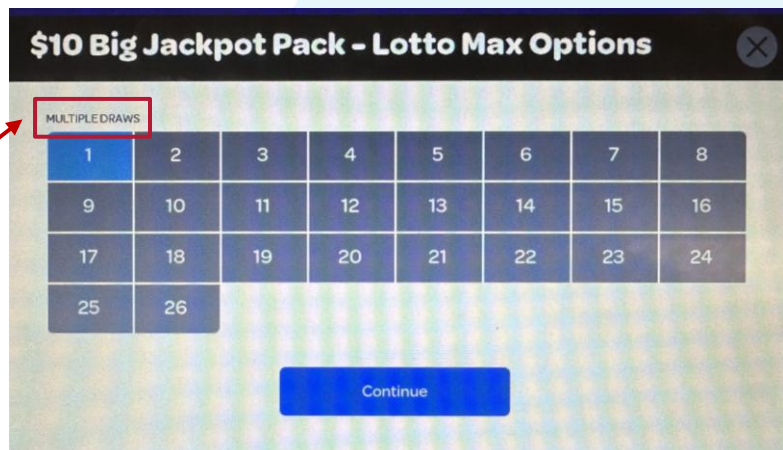 $10 Big Jackpot Pack - Lotto Max Options
MULTIPLE DRAWS
1 2 3 4 5 6 7 8
9 10 11 12 13 14 15 16
17 18 19 20 21 22 23 24
25 26
Continue